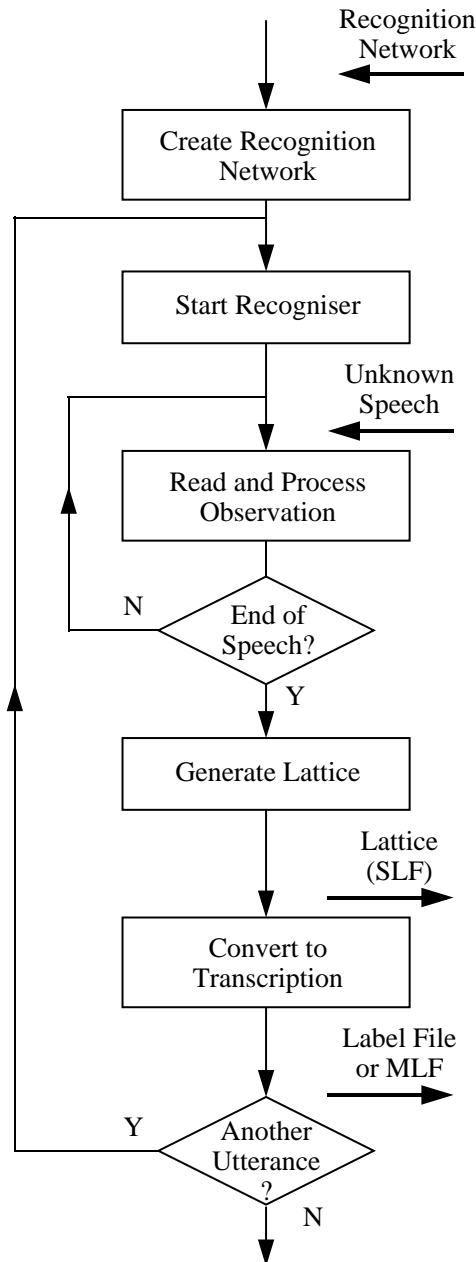 Recognition
Network
Create Recognition
Network
Start Recogniser
Unknown
Speech
Read and Process
Observation
N
End of
Speech?
Y
Generate Lattice
Lattice
(SLF)
Convert to
Transcription
Label File
or MLF
Y
Another
Utterance
?
N